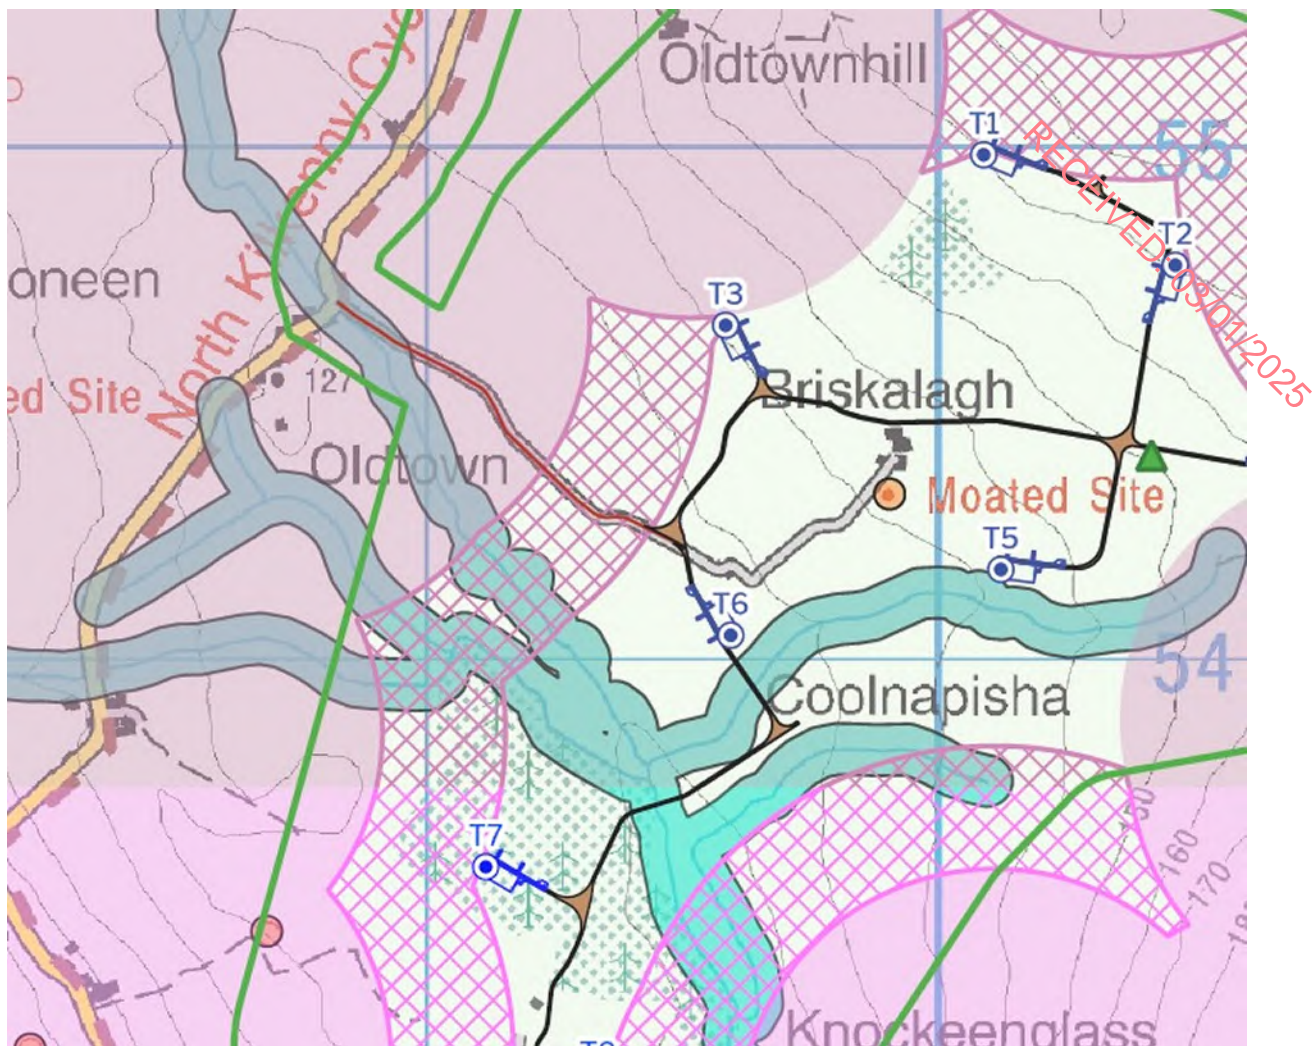 Oldtownhill
North Kilkenny Cyc
T1
55
RECEIVED 03/01/2025
T2
oneen
T3
127
Briskalagh
ed Site
Oldtown
Moated Site
T5
T6
54
Coolnapisha
150
160
170
T7
Knockeenglass